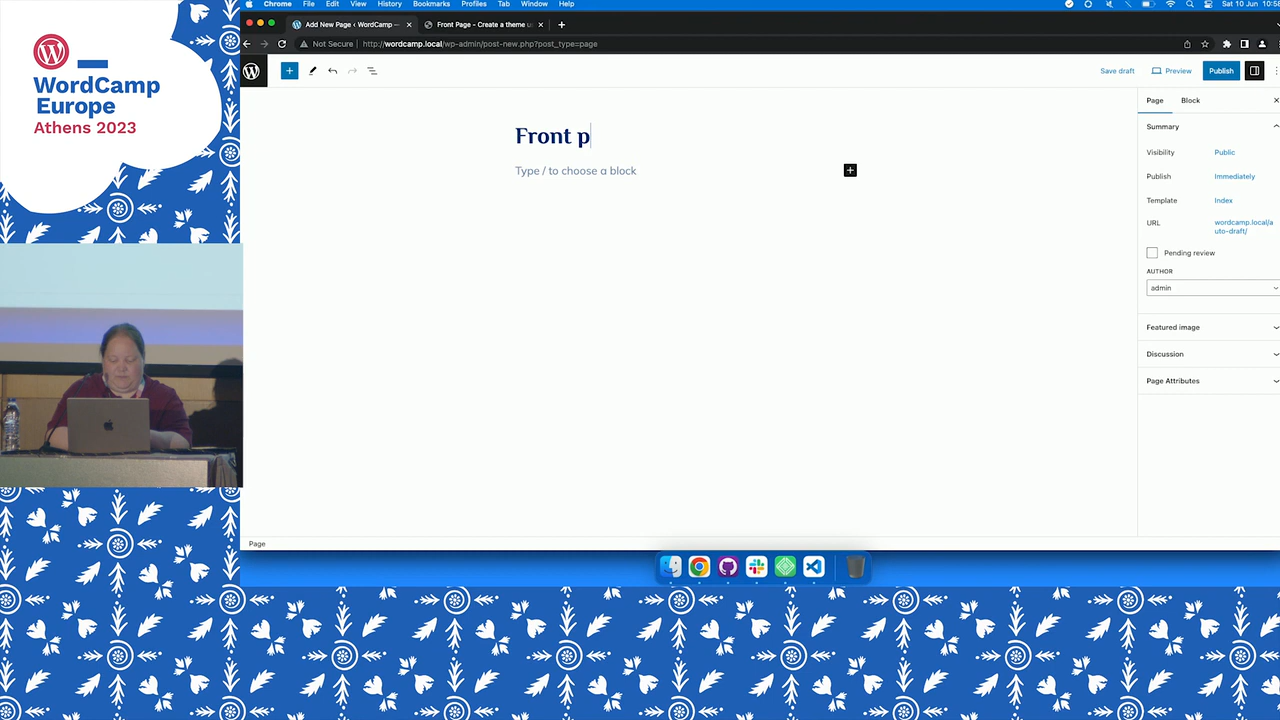 WordCamp
Europe
Athens 2023
Chrome File Edit View History Bookmarks Profiles Tab Window Help
Sat 10 Jun 10:58
Add New Page ‹ WordCamp —
Front Page - Create a theme u
Not Secure | http://wordcamp.local/wp-admin/post-new.php?post_type=page
Save draft
Preview
Publish
Page
Block
Front p
Type / to choose a block
Summary
Visibility Public
Publish Immediately
Template Index
URL wordcamp.local/a
uto-draft/
Pending review
AUTHOR
admin
Featured image
Discussion
Page Attributes
Page